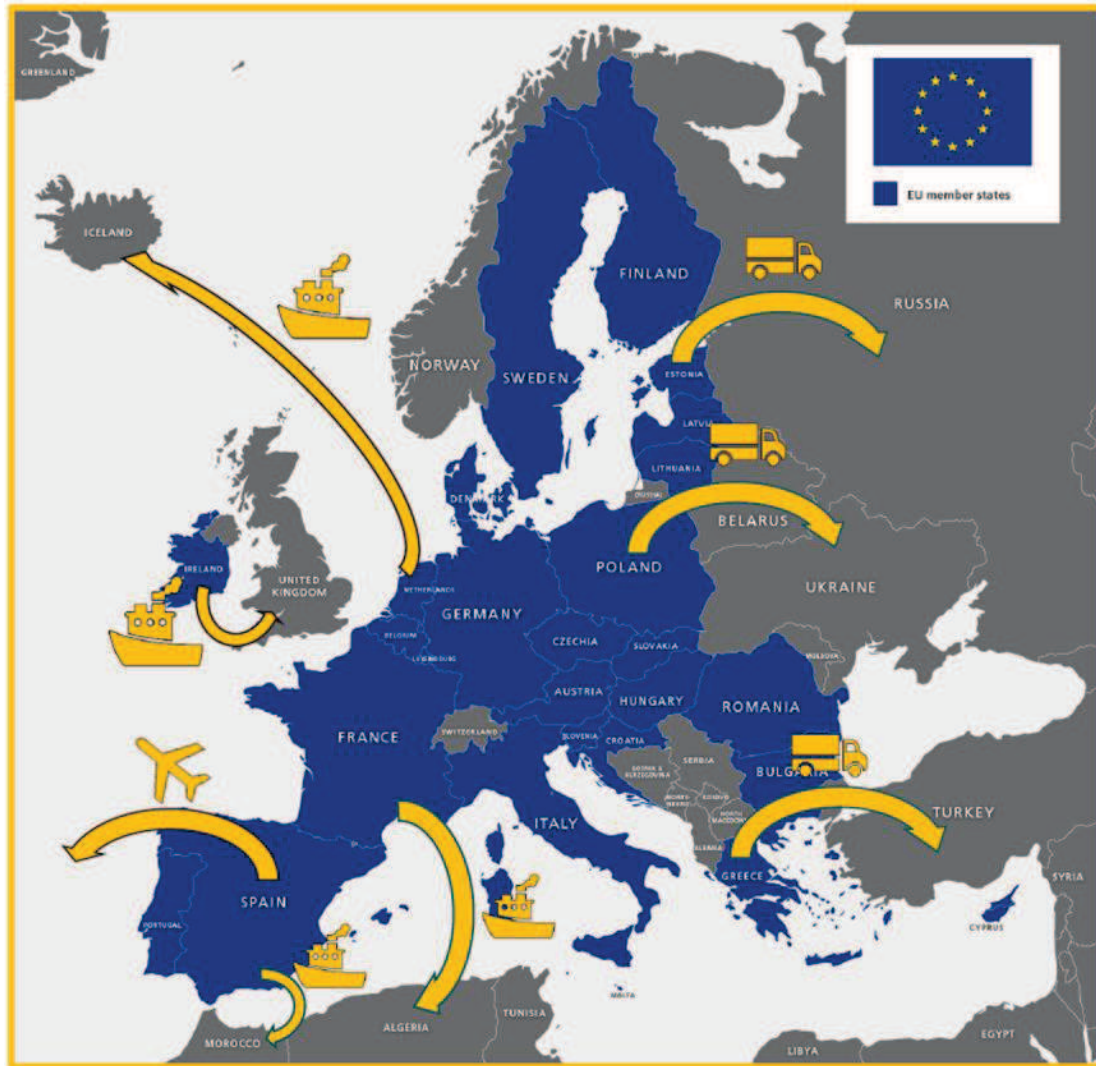 GREENLAND
EU member states
ICELAND
FINLAND
RUSSIA
NORWAY
SWEDEN
ESTONIA
LATVIA
LITHUANIA
DENMARK
(RUSSIA)
BELARUS
IRELAND
UNITED
KINGDOM
NETHERLANDS
POLAND
UKRAINE
GERMANY
BELGIUM
LUXEMBOURG
CZECHIA
SLOVAKIA
MOLDOVA
AUSTRIA
HUNGARY
ROMANIA
FRANCE
SWITZERLAND
SLOVENIA
CROATIA
BOSNIA &
HERZEGOVINA
SERBIA
BULGARIA
MONTE-
NEGRO
KOSOVO
NORTH
MACEDONIA
ITALY
ALBANIA
TURKEY
GREECE
SYRIA
SPAIN
PORTUGAL
CYPRUS
MALTA
TUNISIA
ALGERIA
MOROCCO
EGYPT
LIBYA